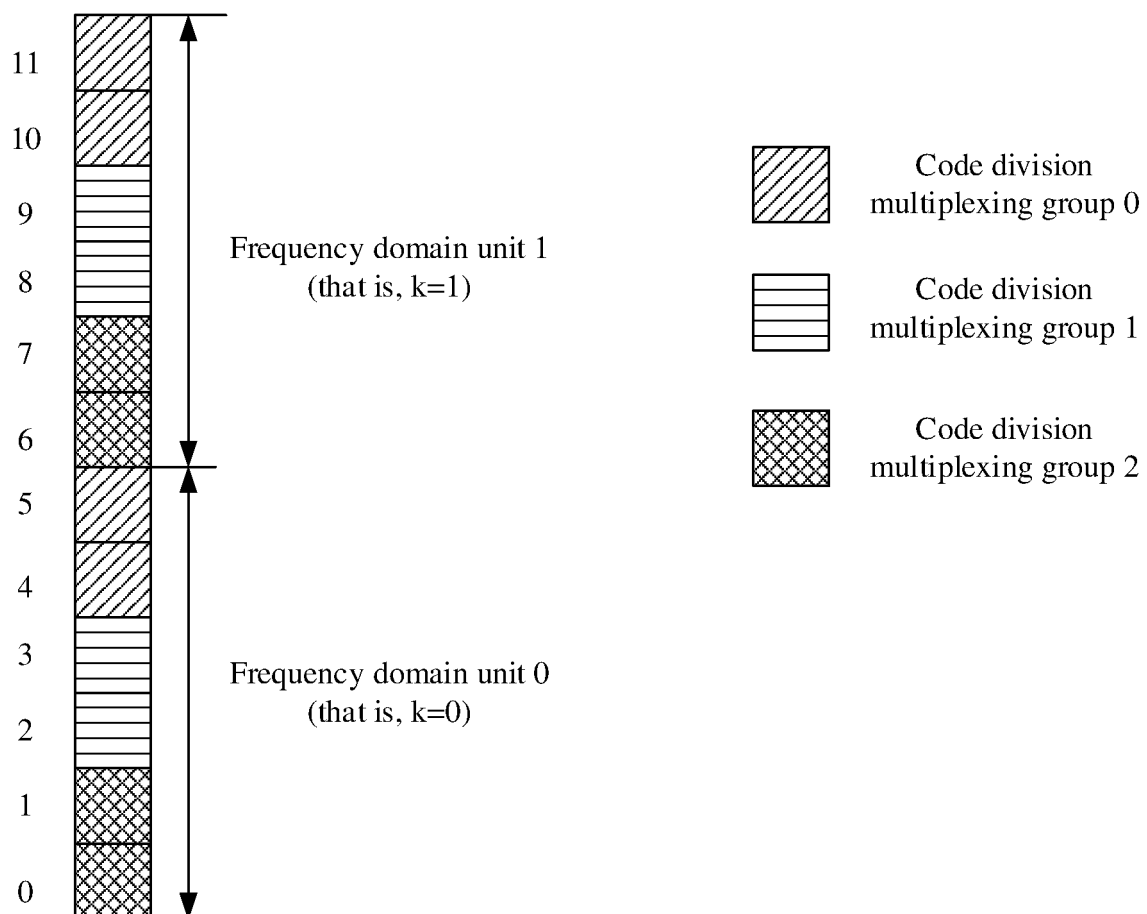 11
10
9
8
7
6
5
4
3
2
1
0
Frequency domain unit 1
(that is, k=1)
Frequency domain unit 0
(that is, k=0)
Code division
multiplexing group 0
Code division
multiplexing group 1
Code division
multiplexing group 2